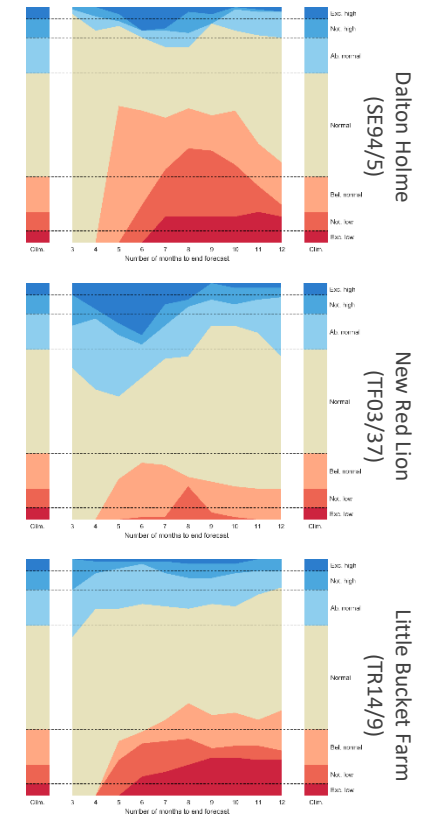 Exc. high
Not. high
Ab. normal
Normal
Bel. normal
Not. low
Exc. low
Clim. 3 4 5 6 7 8 9 10 11 12 Clim.
Number of months to end forecast
Dalton Holme
(SE94/5)
Exc. high
Not. high
Ab. normal
Normal
Bel. normal
Not. low
Exc. low
Clim. 3 4 5 6 7 8 9 10 11 12 Clim.
Number of months to end forecast
New Red Lion
(TF03/37)
Exc. high
Not. high
Ab. normal
Normal
Bel. normal
Not. low
Exc. low
Clim. 3 4 5 6 7 8 9 10 11 12 Clim.
Number of months to end forecast
Little Bucket Farm
(TR14/9)